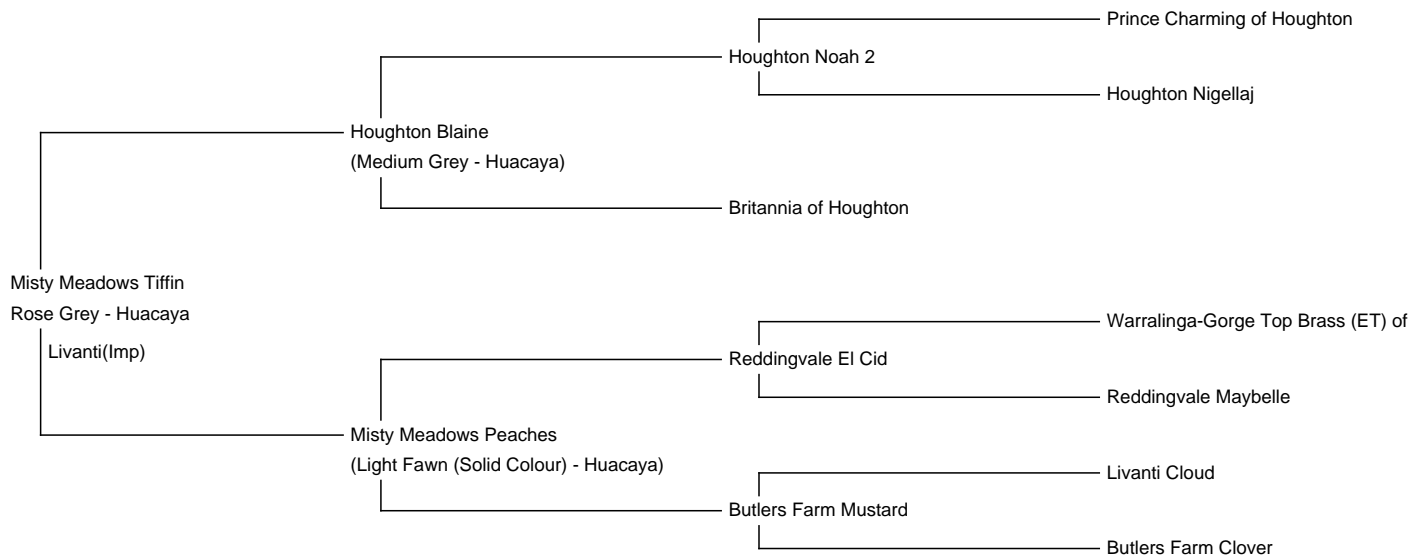 Prince Charming of Houghton
Houghton Noah 2
Houghton Nigellaj
Houghton Blaine
(Medium Grey - Huacaya)
Britannia of Houghton
Misty Meadows Tiffin
Rose Grey - Huacaya
Livanti(Imp)
Warralinga-Gorge Top Brass (ET) of
Reddingvale El Cid
Reddingvale Maybelle
Misty Meadows Peaches
(Light Fawn (Solid Colour) - Huacaya)
Livanti Cloud
Butlers Farm Mustard
Butlers Farm Clover